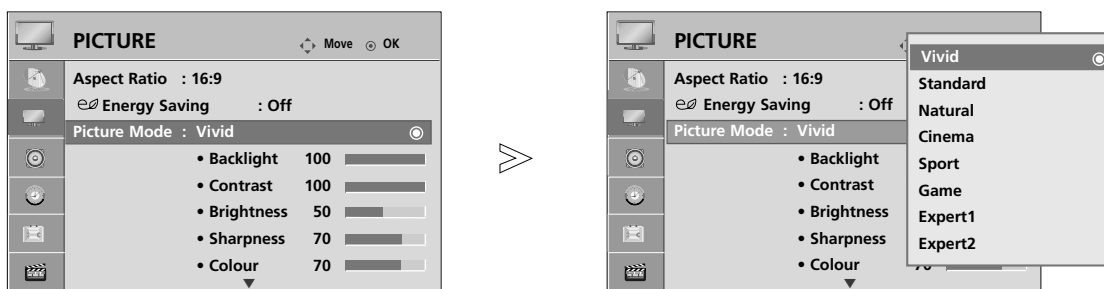 PICTURE
Move OK
Aspect Ratio : 16:9
Energy Saving : Off
Picture Mode : Vivid
• Backlight 100
• Contrast 100
• Brightness 50
• Sharpness 70
• Colour 70
PICTURE
Aspect Ratio : 16:9
Energy Saving : Off
Picture Mode : Vivid
• Backlight
• Contrast
• Brightness
• Sharpness
• Colour 70
Vivid
Standard
Natural
Cinema
Sport
Game
Expert1
Expert2